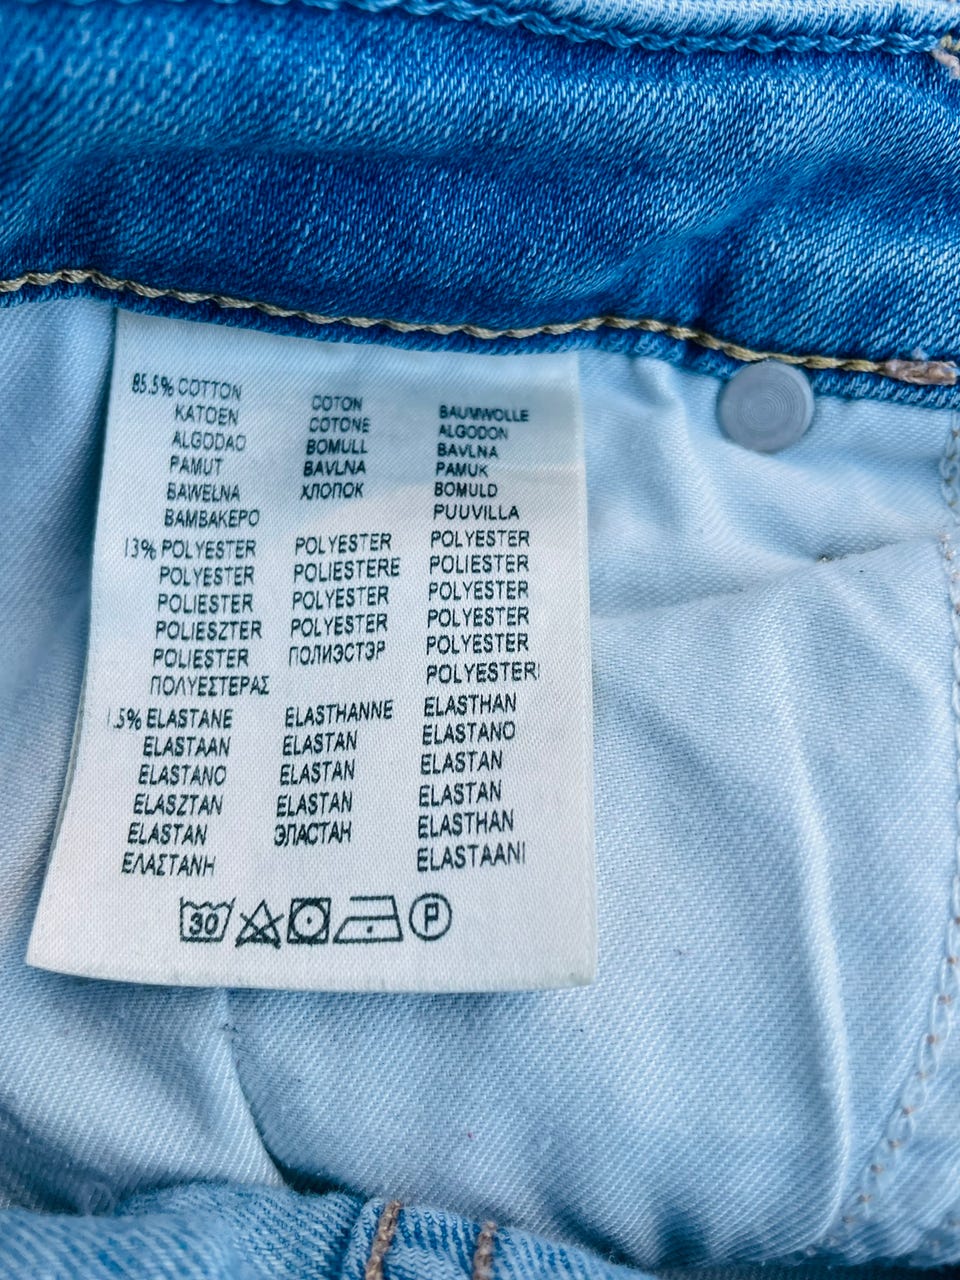 85.5% COTTON COTON BAUMWOLLE
KATOEN COTONE ALGODON
ALGODAO BOMULL BAVLNA
PAMUT BAVLNA PAMUK
BAWEŁNA ХЛОПОК BOMULD
ΒΑΜΒΑΚΕΡΟ PUUVILLA
13% POLYESTER POLYESTER POLYESTER
POLYESTER POLIESTERE POLIESTER
POLIESTER POLYESTER POLYESTER
POLIESZTER POLYESTER POLYESTER
POLIESTER ПОЛИЭСТЭР POLYESTER
ΠΟΛΥΕΣΤΕΡΑΣ POLYESTERI
1.5% ELASTANE ELASTHANNE ELASTHAN
ELASTAAN ELASTAN ELASTANO
ELASTANO ELASTAN ELASTAN
ELASZTAN ELASTAN ELASTAN
ELASTAN ЭЛАСТАН ELASTHAN
ΕΛΑΣΤΑΝΗ ELASTAANI
30 P